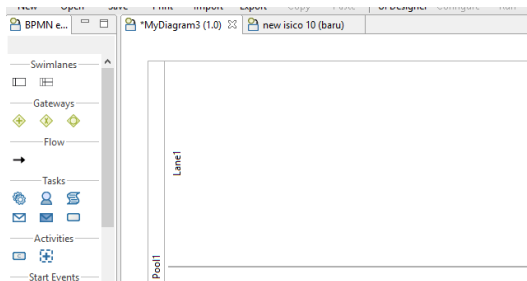 New Open Save Print Import Export Copy Paste UI Designer Configure Run
BPMN e...
*MyDiagram3 (1.0)
new isico 10 (baru)
Swimlanes
Gateways
Flow
Tasks
Activities
Start Events
Lane1
Pool1